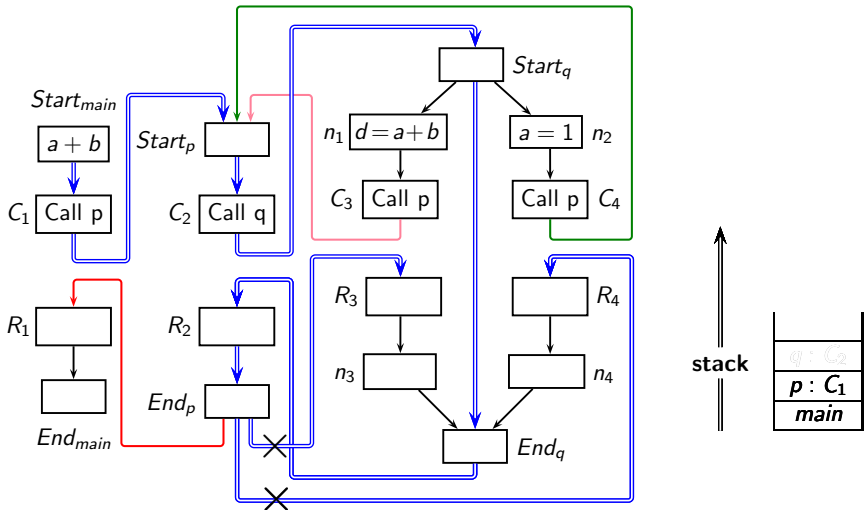 Start_q
Start_main
a + b
Start_p
n_1 d = a + b
a = 1 n_2
C_1 Call p
C_2 Call q
C_3 Call p
Call p C_4
R_1
R_2
R_3
R_4
n_3
n_4
End_main
End_p
End_q
stack
q : C_2
p : C_1
main